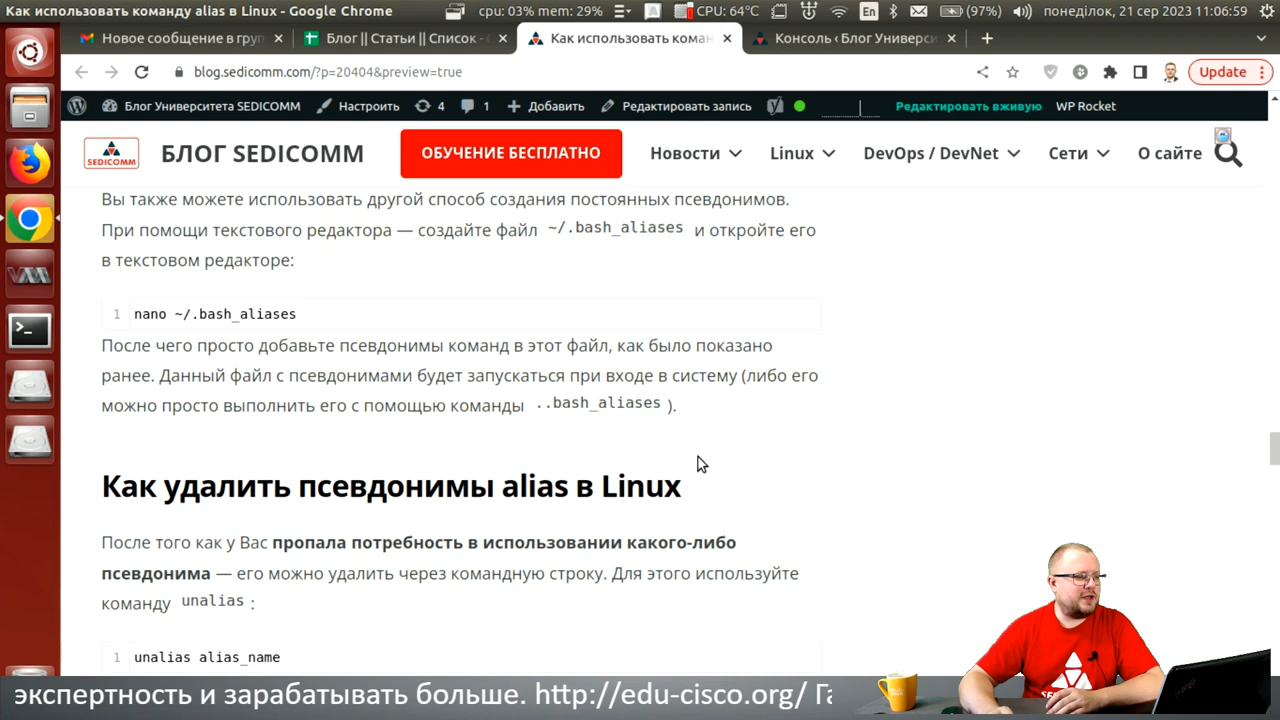 Как использовать команду alias в Linux - Google Chrome
cpu: 03% mem: 29%
A
CPU: 64°C
En
(97%)
понеділок, 21 сер 2023 11:06:59
Новое сообщение в груп
Блог || Статьи || Список -
Как использовать коман
Консоль ‹ Блог Универси
blog.sedicomm.com/?p=20404&preview=true
Update
Блог Университета SEDICOMM
Настроить
4
1
Добавить
Редактировать запись
Редактировать вживую
WP Rocket
SEDICOMM
БЛОГ SEDICOMM
ОБУЧЕНИЕ БЕСПЛАТНО
Новости
Linux
DevOps / DevNet
Сети
О сайте
Вы также можете использовать другой способ создания постоянных псевдонимов.
При помощи текстового редактора — создайте файл ~/.bash_aliases и откройте его
в текстовом редакторе:
1 nano ~/.bash_aliases
После чего просто добавьте псевдонимы команд в этот файл, как было показано
ранее. Данный файл с псевдонимами будет запускаться при входе в систему (либо его
можно просто выполнить его с помощью команды ..bash_aliases ).
Как удалить псевдонимы alias в Linux
После того как у Вас пропала потребность в использовании какого-либо
псевдонима — его можно удалить через командную строку. Для этого используйте
команду unalias :
1 unalias alias_name
экспертность и зарабатывать больше. http://edu-cisco.org/ Га